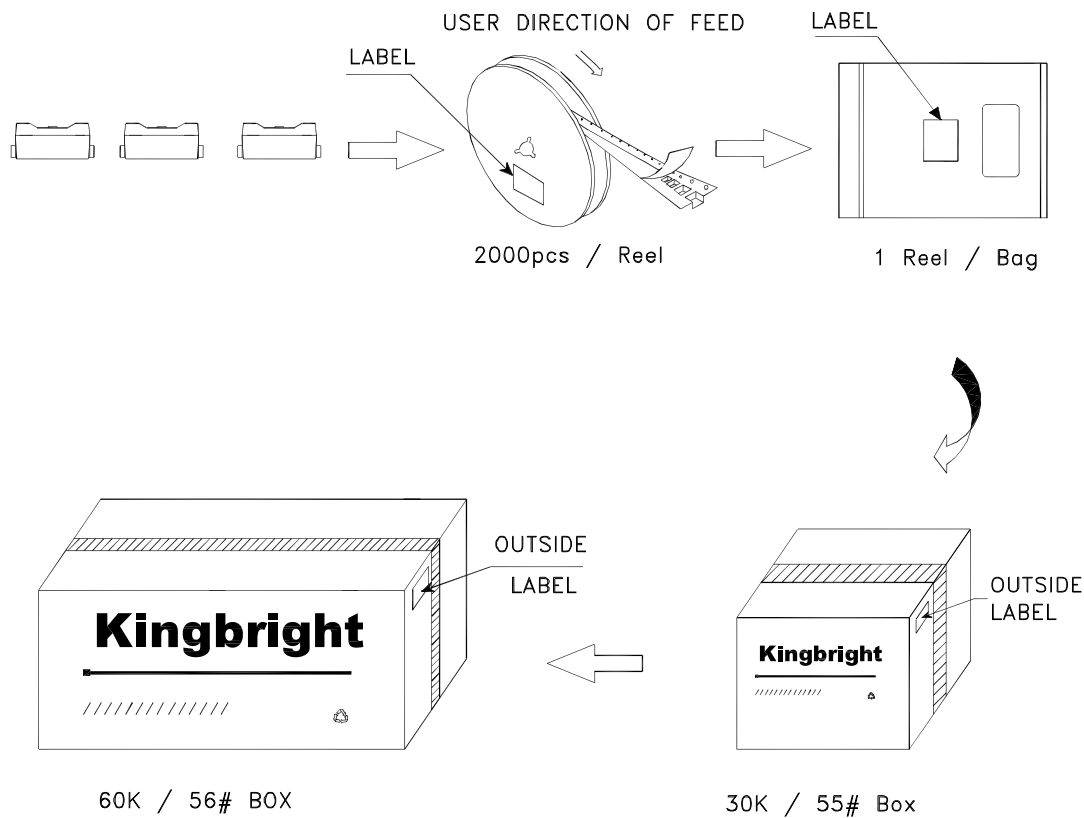 USER DIRECTION OF FEED
LABEL
LABEL
2000pcs / Reel
1 Reel / Bag
OUTSIDE
LABEL
Kingbright
60K / 56# BOX
OUTSIDE
LABEL
Kingbright
30K / 55# Box